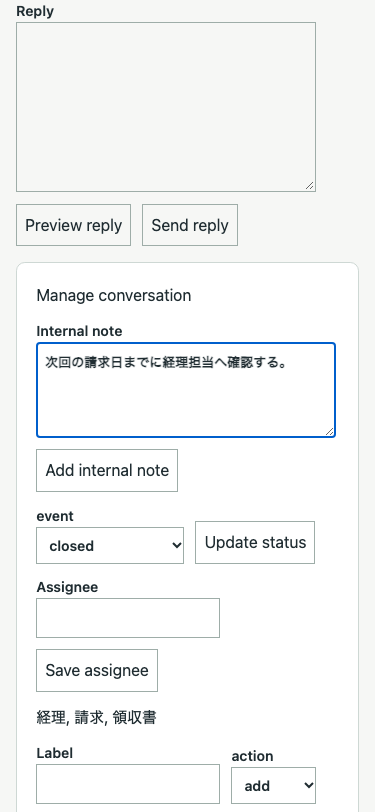 Reply
Preview reply Send reply
Manage conversation
Internal note
次回の請求日までに経理担当へ確認する。
Add internal note
event
closed Update status
Assignee
Save assignee
経理, 請求, 領収書
Label action
add